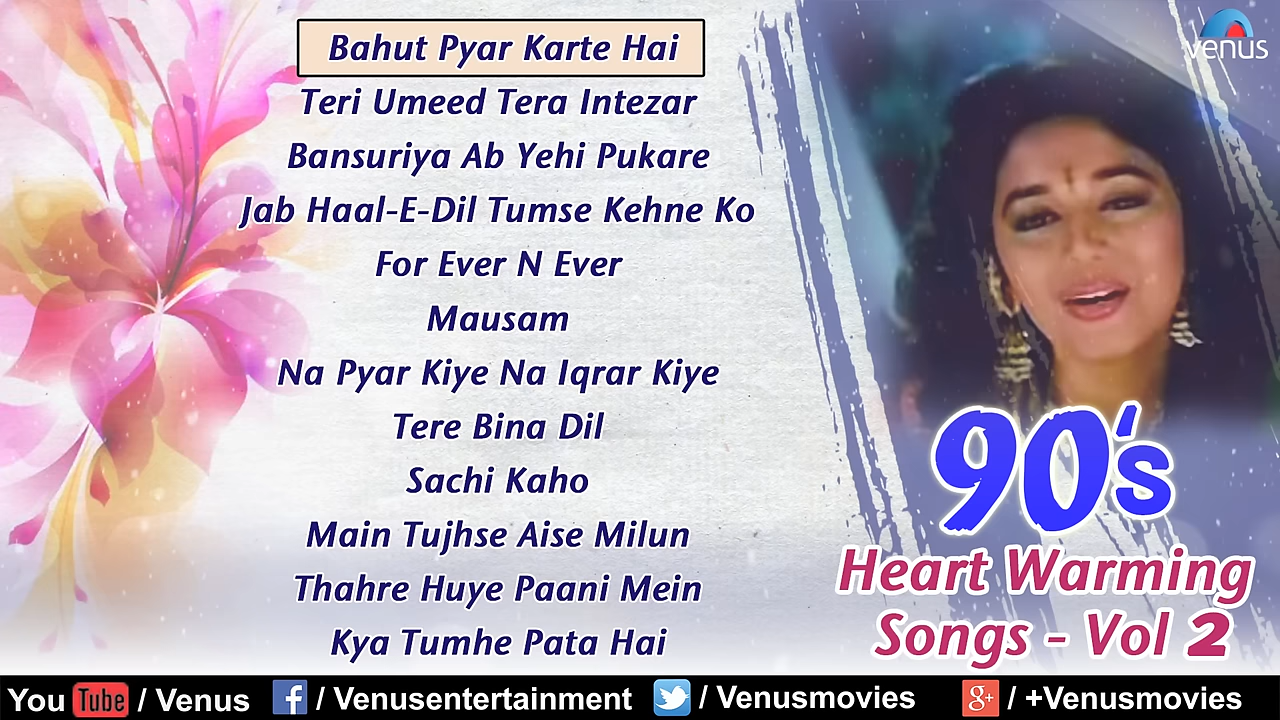 Bahut Pyar Karte Hai
Teri Umeed Tera Intezar
Bansuriya Ab Yehi Pukare
Jab Haal-E-Dil Tumse Kehne Ko
For Ever N Ever
Mausam
Na Pyar Kiye Na Iqrar Kiye
Tere Bina Dil
Sachi Kaho
Main Tujhse Aise Milun
Thahre Huye Paani Mein
Kya Tumhe Pata Hai
venus
90's
Heart Warming
Songs - Vol 2
You Tube / Venus f / Venusentertainment / Venusmovies g+ / +Venusmovies